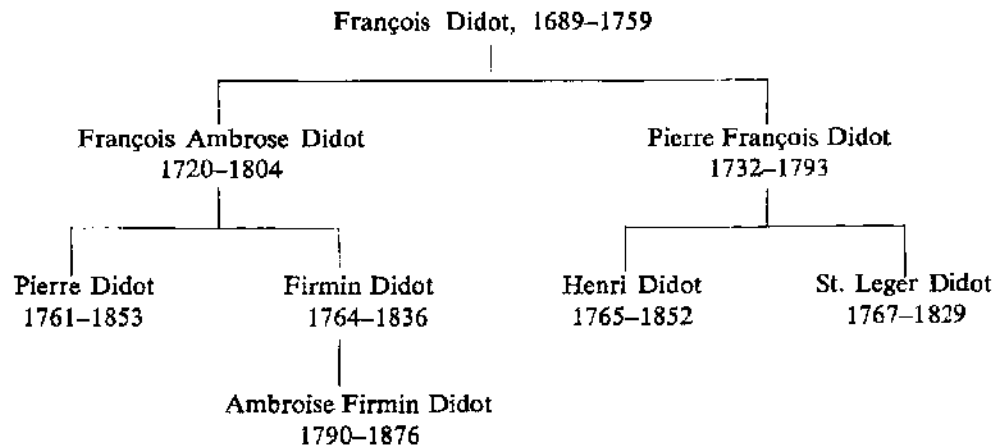 François Didot, 1689–1759
François Ambrose Didot
1720–1804
Pierre François Didot
1732–1793
Pierre Didot
1761–1853
Firmin Didot
1764–1836
Henri Didot
1765–1852
St. Leger Didot
1767–1829
Ambroise Firmin Didot
1790–1876